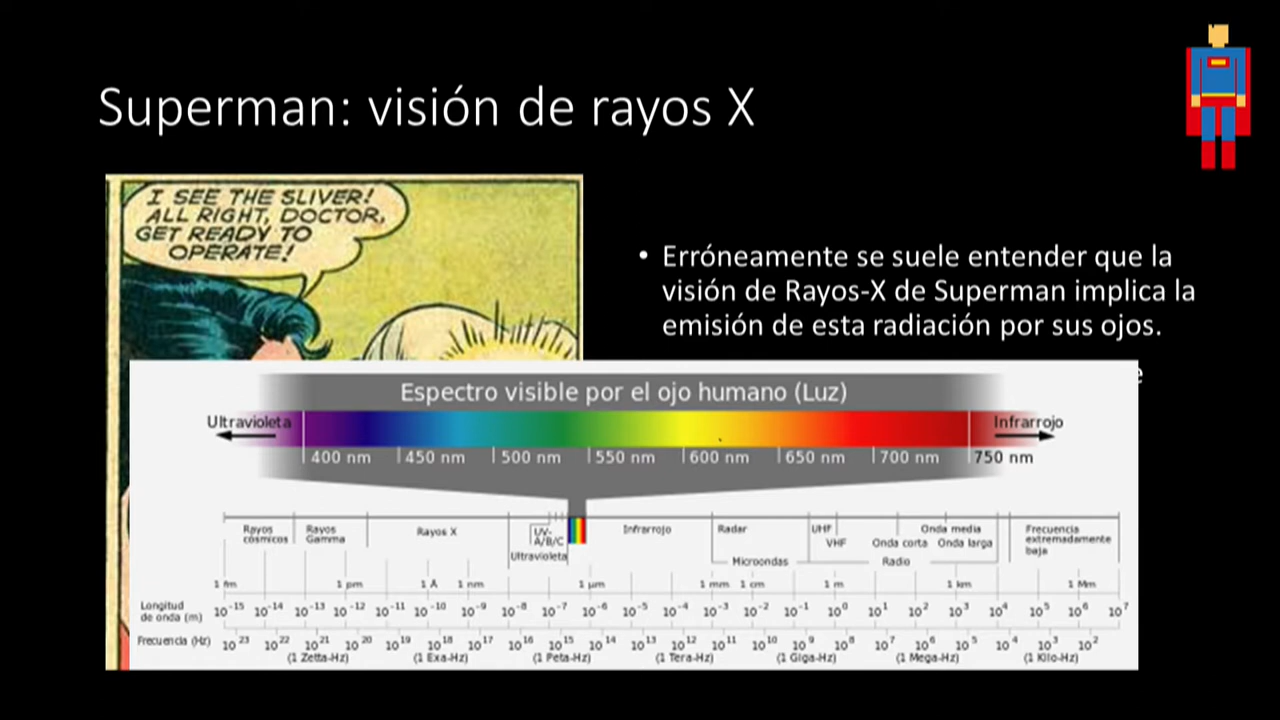 Superman: visión de rayos X
I SEE THE SLIVER!
ALL RIGHT, DOCTOR,
GET READY TO
OPERATE!
• Erróneamente se suele entender que la
visión de Rayos-X de Superman implica la
emisión de esta radiación por sus ojos.
Espectro visible por el ojo humano (Luz)
Ultravioleta
Infrarrojo
400 nm 450 nm 500 nm 550 nm 600 nm 650 nm 700 nm 750 nm
Rayos cósmicos
Rayos Gamma
Rayos X
UV-A/B/C
Ultravioleta
Infrarrojo
Radar
Microondas
UHF
VHF
Onda corta
Onda media
Onda larga
Radio
Frecuencia extremadamente baja
1 fm 1 pm 1 Å 1 nm 1 µm 1 mm 1 cm 1 m 1 km 1 Mm
Longitud de onda (m) 10⁻¹⁵ 10⁻¹⁴ 10⁻¹³ 10⁻¹² 10⁻¹¹ 10⁻¹⁰ 10⁻⁹ 10⁻⁸ 10⁻⁷ 10⁻⁶ 10⁻⁵ 10⁻⁴ 10⁻³ 10⁻² 10⁻¹ 10⁰ 10¹ 10² 10³ 10⁴ 10⁵ 10⁶ 10⁷
Frecuencia (Hz) 10²³ 10²² 10²¹ 10²⁰ 10¹⁹ 10¹⁸ 10¹⁷ 10¹⁶ 10¹⁵ 10¹⁴ 10¹³ 10¹² 10¹¹ 10¹⁰ 10⁹ 10⁸ 10⁷ 10⁶ 10⁵ 10⁴ 10³ 10²
(1 Zetta-Hz) (1 Exa-Hz) (1 Peta-Hz) (1 Tera-Hz) (1 Giga-Hz) (1 Mega-Hz) (1 Kilo-Hz)